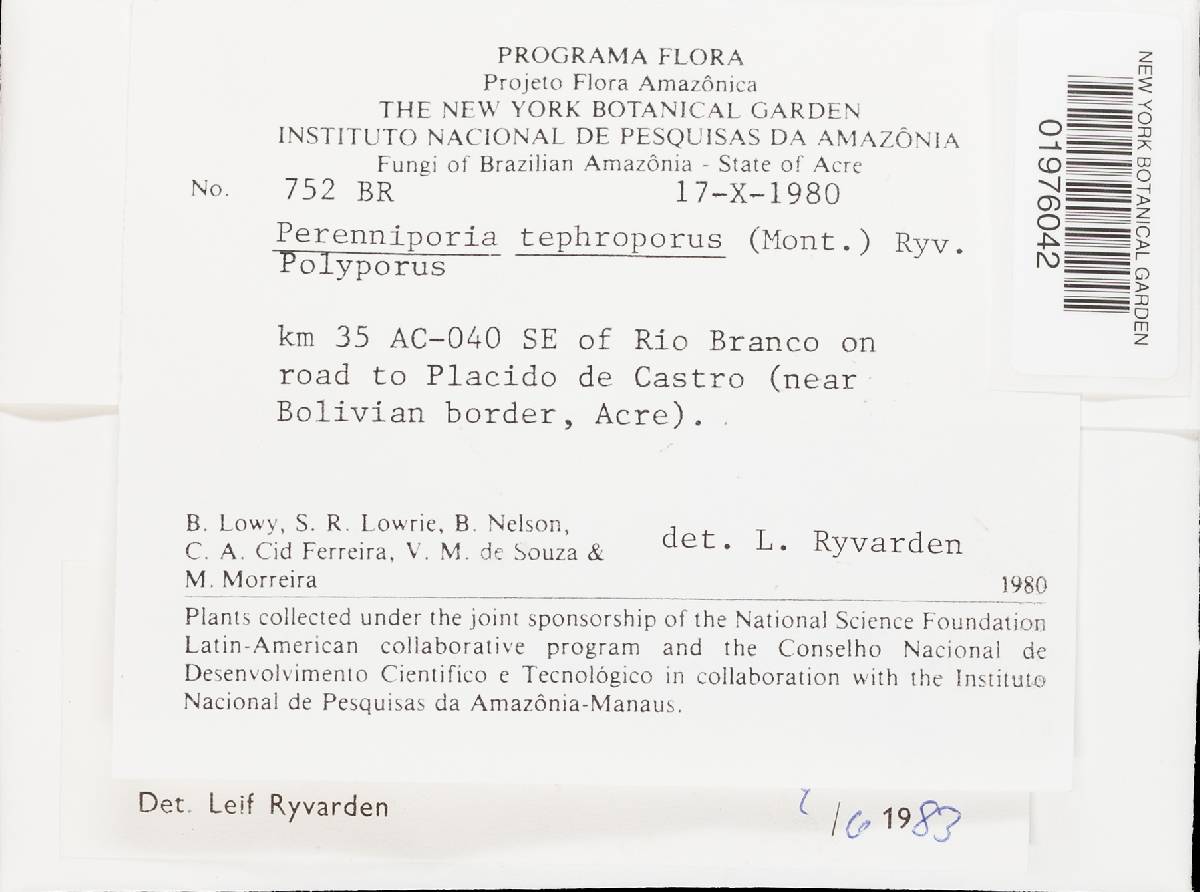 PROGRAMA FLORA
Projeto Flora Amazônica
THE NEW YORK BOTANICAL GARDEN
INSTITUTO NACIONAL DE PESQUISAS DA AMAZÔNIA
Fungi of Brazilian Amazônia - State of Acre
No. 752 BR 17-X-1980
Perenniporia tephroporus (Mont.) Ryv.
Polyporus
km 35 AC-040 SE of Rio Branco on
road to Placido de Castro (near
Bolivian border, Acre).
B. Lowy, S. R. Lowrie, B. Nelson,
C. A. Cid Ferreira, V. M. de Souza &
M. Morreira
det. L. Ryvarden
1980
Plants collected under the joint sponsorship of the National Science Foundation
Latin-American collaborative program and the Conselho Nacional de
Desenvolvimento Cientifico e Tecnológico in collaboration with the Instituto
Nacional de Pesquisas da Amazônia-Manaus.
Det. Leif Ryvarden /6 1983
NEW YORK BOTANICAL GARDEN
01976042